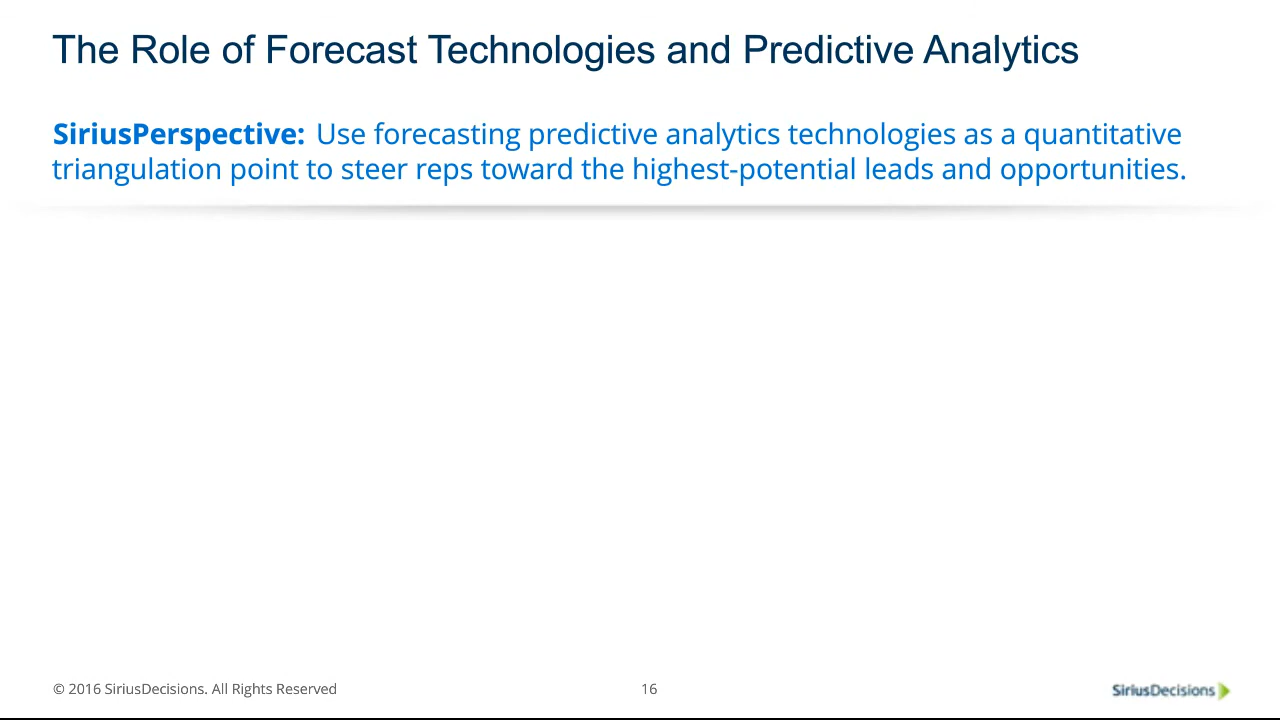 The Role of Forecast Technologies and Predictive Analytics
SiriusPerspective: Use forecasting predictive analytics technologies as a quantitative
triangulation point to steer reps toward the highest-potential leads and opportunities.
© 2016 SiriusDecisions. All Rights Reserved
16
SiriusDecisions